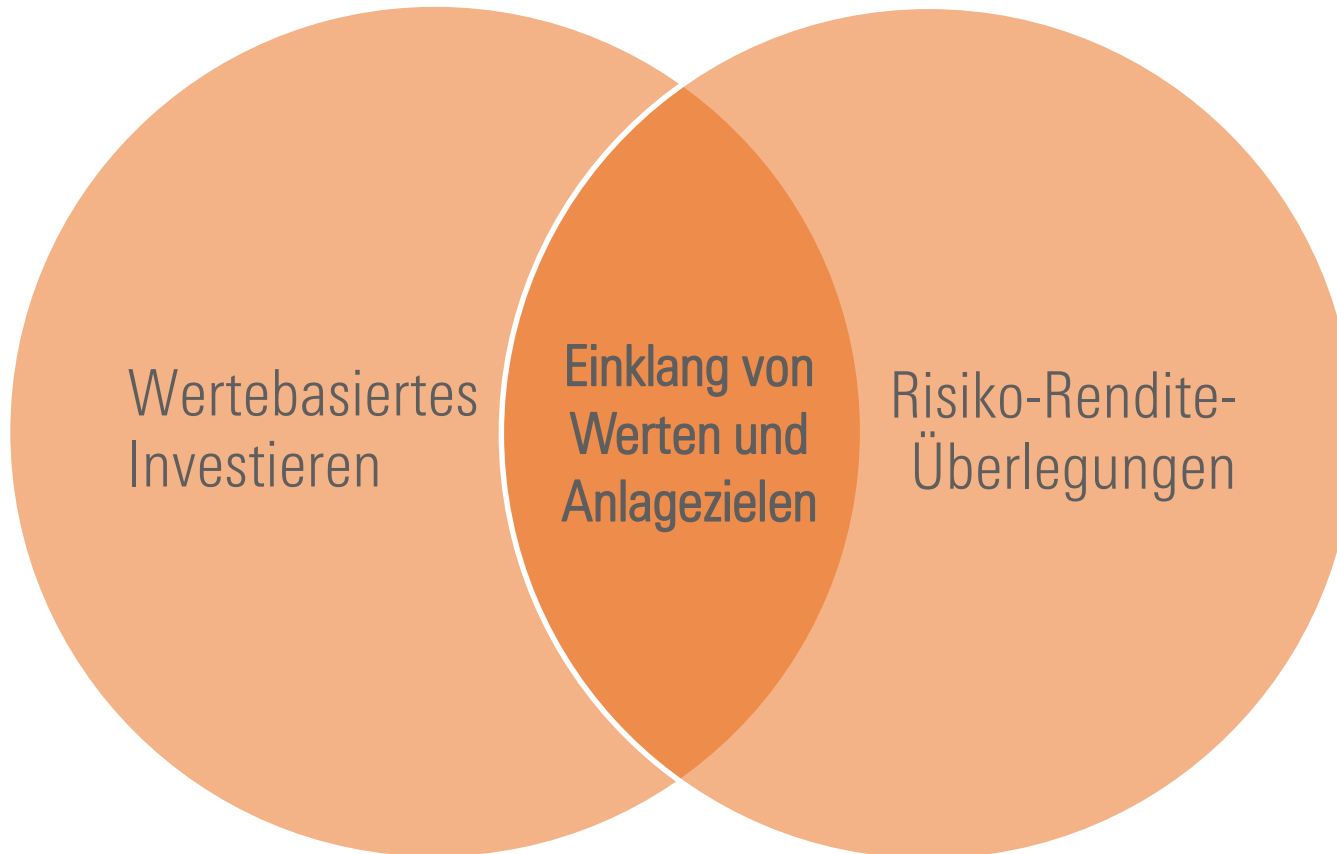 Wertebasiertes
Investieren
Einklang von
Werten und
Anlagezielen
Risiko-Rendite-
Überlegungen